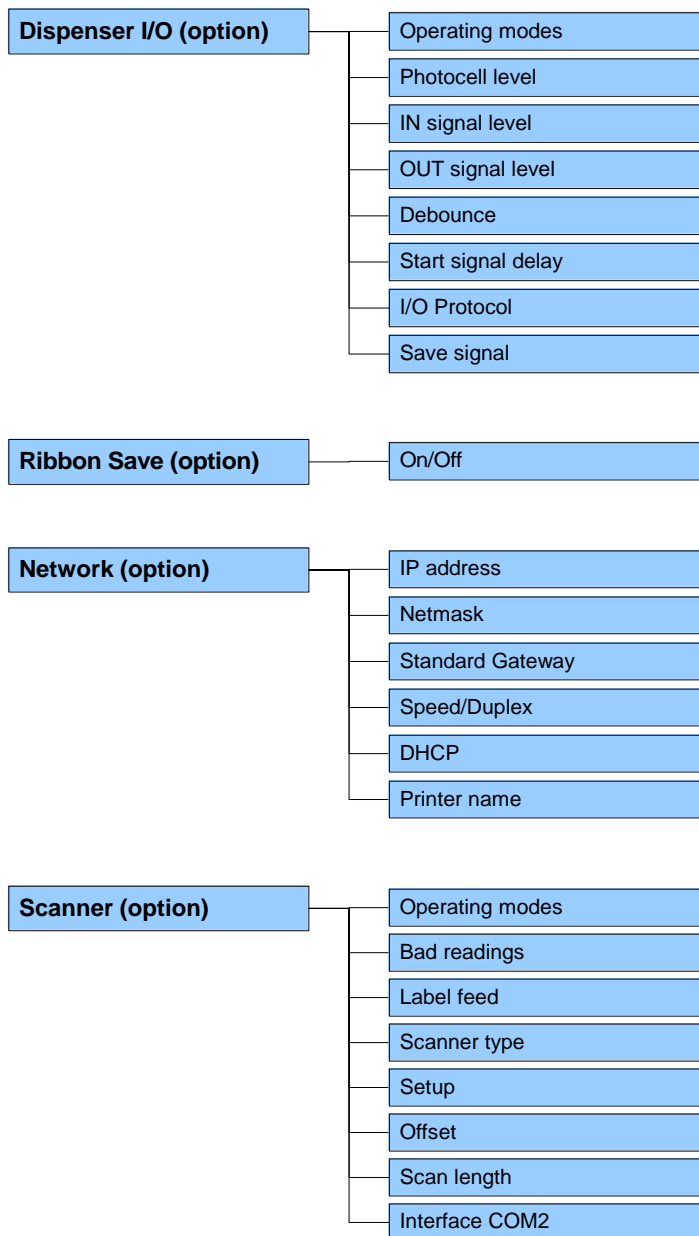 Dispenser I/O (option)
Operating modes
Photocell level
IN signal level
OUT signal level
Debounce
Start signal delay
I/O Protocol
Save signal
Ribbon Save (option)
On/Off
Network (option)
IP address
Netmask
Standard Gateway
Speed/Duplex
DHCP
Printer name
Scanner (option)
Operating modes
Bad readings
Label feed
Scanner type
Setup
Offset
Scan length
Interface COM2